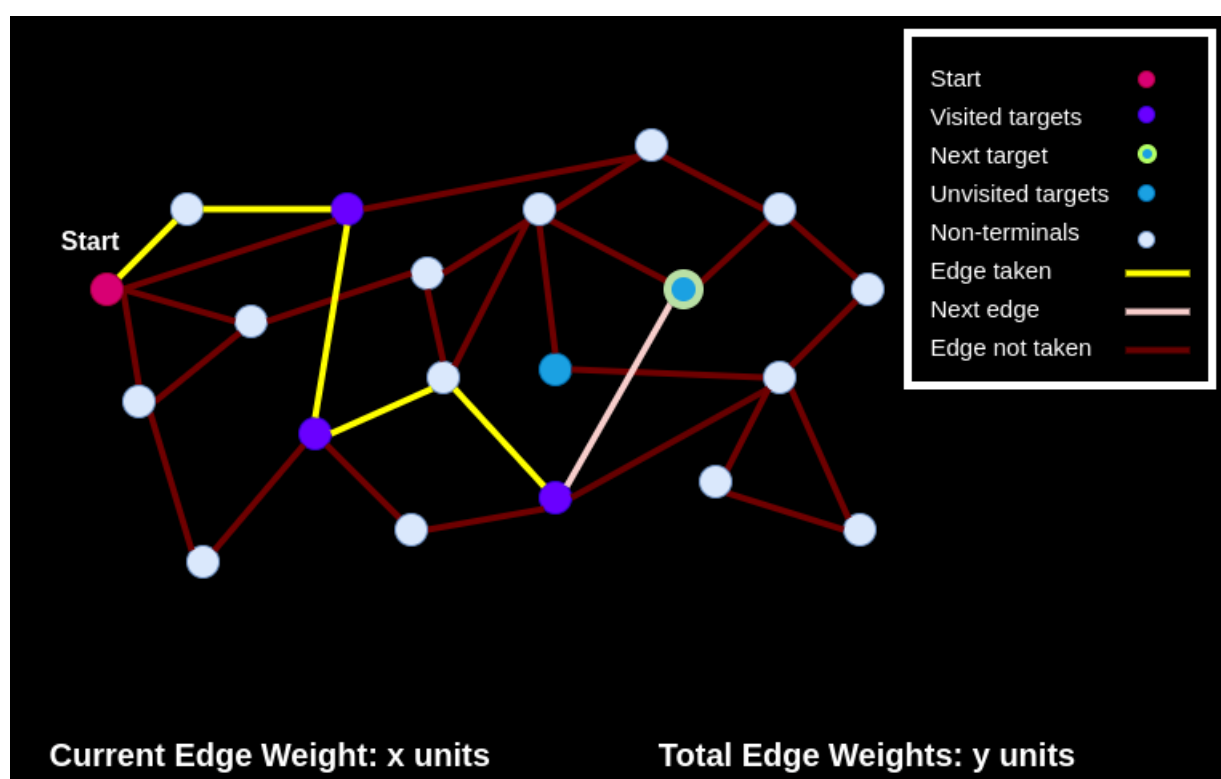 Start
Visited targets
Next target
Unvisited targets
Non-terminals
Edge taken
Next edge
Edge not taken
Start
Current Edge Weight: x units
Total Edge Weights: y units